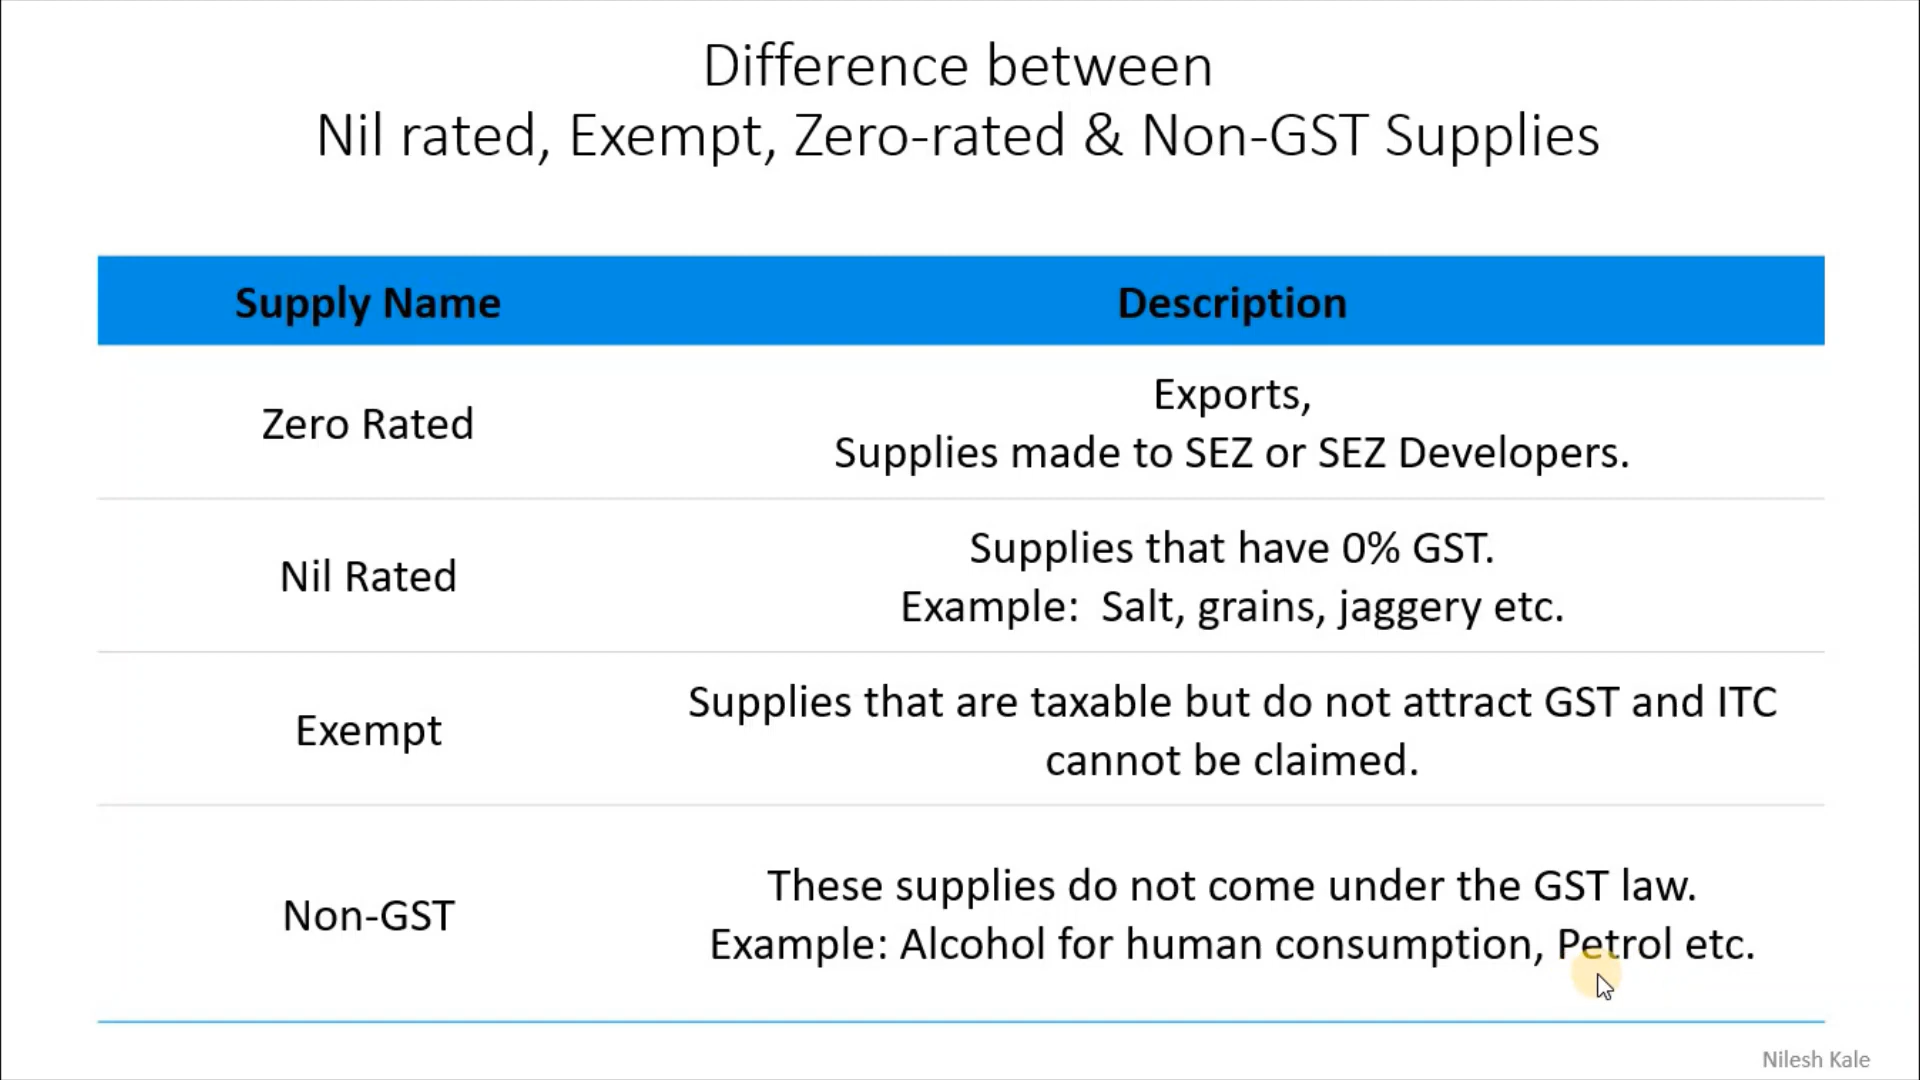 Difference between
Nil rated, Exempt, Zero-rated & Non-GST Supplies
Supply Name
Description
Zero Rated
Exports,
Supplies made to SEZ or SEZ Developers.
Nil Rated
Supplies that have 0% GST.
Example: Salt, grains, jaggery etc.
Exempt
Supplies that are taxable but do not attract GST and ITC
cannot be claimed.
Non-GST
These supplies do not come under the GST law.
Example: Alcohol for human consumption, Petrol etc.
Nilesh Kale